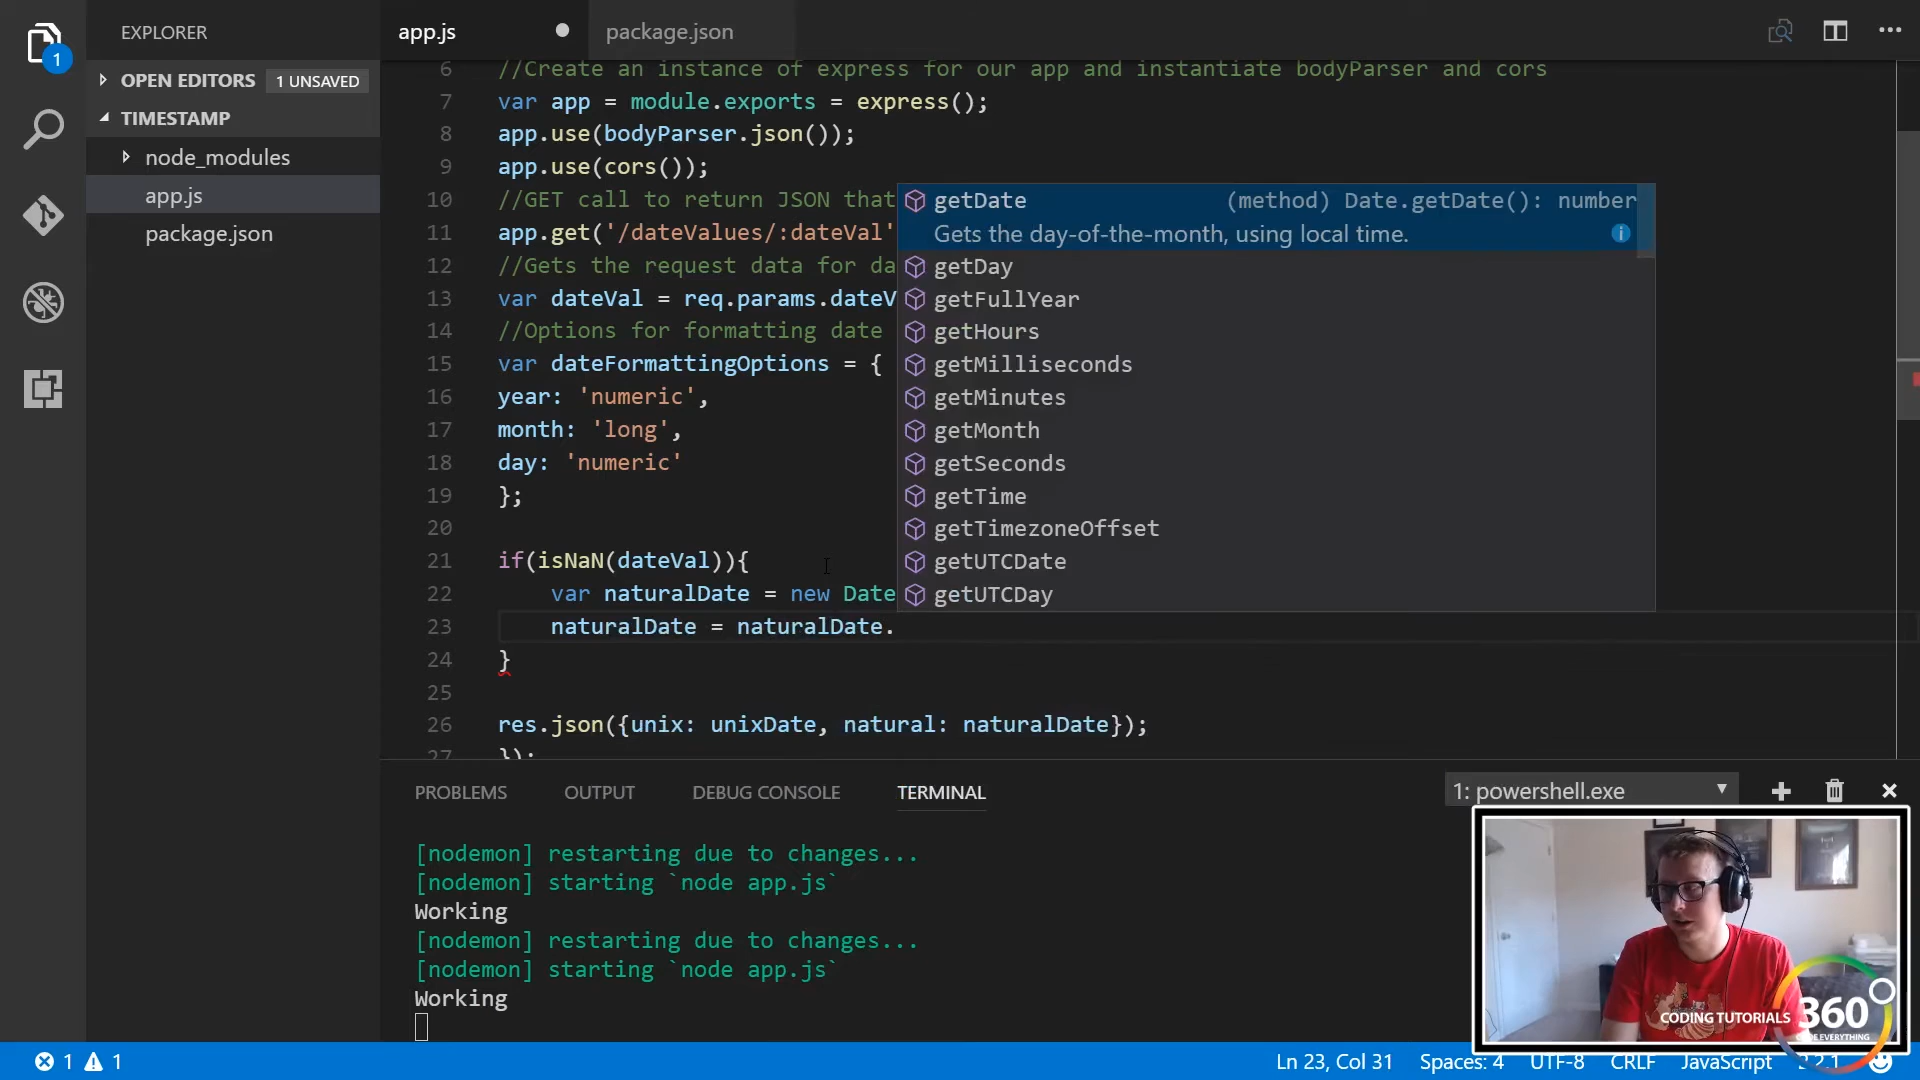 EXPLORER
app.js
package.json
1
OPEN EDITORS 1 UNSAVED
TIMESTAMP
node_modules
app.js
package.json
6 //Create an instance of express for our app and instantiate bodyParser and cors
7 var app = module.exports = express();
8 app.use(bodyParser.json());
9 app.use(cors());
10 //GET call to return JSON that
11 app.get('/dateValues/:dateVal'
12 //Gets the request data for da
13 var dateVal = req.params.dateV
14 //Options for formatting date
15 var dateFormattingOptions = {
16 year: 'numeric',
17 month: 'long',
18 day: 'numeric'
19 };
20
21 if(isNaN(dateVal)){
22 var naturalDate = new Date
23 naturalDate = naturalDate.
24 }
25
26 res.json({unix: unixDate, natural: naturalDate});
27 });
getDate (method) Date.getDate(): number
Gets the day-of-the-month, using local time.
getDay
getFullYear
getHours
getMilliseconds
getMinutes
getMonth
getSeconds
getTime
getTimezoneOffset
getUTCDate
getUTCDay
PROBLEMS OUTPUT DEBUG CONSOLE TERMINAL
1: powershell.exe
[nodemon] restarting due to changes...
[nodemon] starting `node app.js`
Working
[nodemon] restarting due to changes...
[nodemon] starting `node app.js`
Working
CODING TUTORIALS 360
CODE EVERYTHING
1 1
Ln 23, Col 31 Spaces: 4 UTF-8 CRLF JavaScript 2.2.1